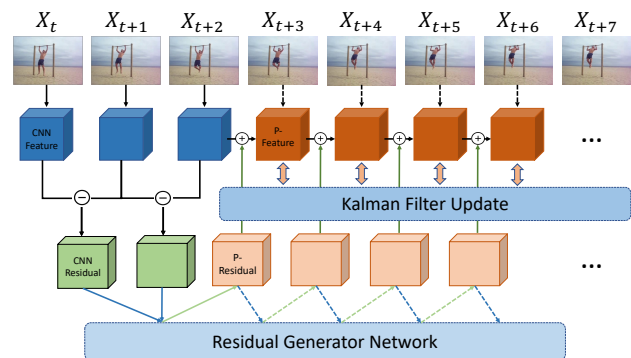 X_t X_{t+1} X_{t+2} X_{t+3} X_{t+4} X_{t+5} X_{t+6} X_{t+7}
CNN
Feature
+
P-
Feature
+
+
+
...
−
−
Kalman Filter Update
CNN
Residual
P-
Residual
...
Residual Generator Network